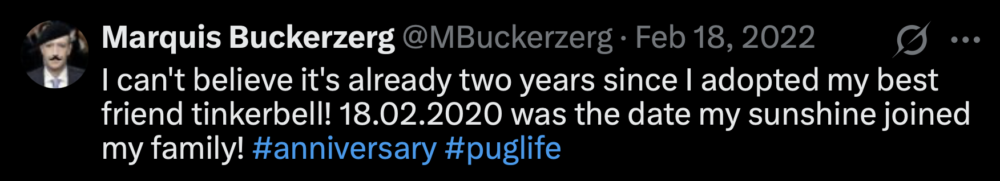 Marquis Buckerzerg @MBuckerzerg · Feb 18, 2022
I can't believe it's already two years since I adopted my best
friend tinkerbell! 18.02.2020 was the date my sunshine joined
my family! #anniversary #puglife